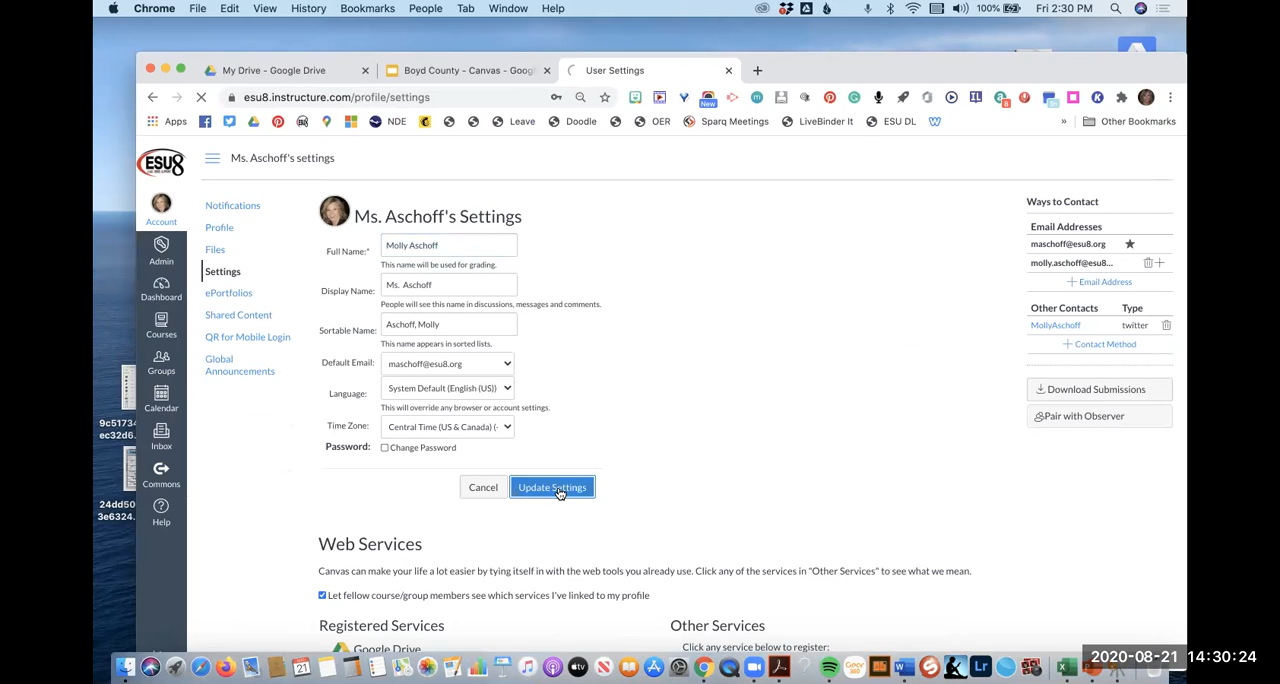 Chrome File Edit View History Bookmarks People Tab Window Help 100% Fri 2:30 PM
My Drive - Google Drive Boyd County - Canvas - Goog User Settings
esu8.instructure.com/profile/settings New 8
Apps NDE Leave Doodle OER Sparq Meetings LiveBinder It ESU DL » Other Bookmarks
ESU8 Ms. Aschoff's settings
Account
Admin
Dashboard
Courses
Groups
Calendar
Inbox
Commons
Help
Notifications
Profile
Files
Settings
ePortfolios
Shared Content
QR for Mobile Login
Global
Announcements
Ms. Aschoff's Settings
Full Name:* Molly Aschoff
This name will be used for grading.
Display Name: Ms. Aschoff
People will see this name in discussions, messages and comments.
Sortable Name: Aschoff, Molly
This name appears in sorted lists.
Default Email: maschoff@esu8.org
Language: System Default (English (US))
This will override any browser or account settings.
Time Zone: Central Time (US & Canada) (-
Password: Change Password
Cancel Update Settings
Web Services
Canvas can make your life a lot easier by tying itself in with the web tools you already use. Click any of the services in "Other Services" to see what we mean.
Let fellow course/group members see which services I've linked to my profile
Registered Services
Google Drive
Other Services
Click any service below to register:
Ways to Contact
Email Addresses
maschoff@esu8.org
molly.aschoff@esu8...
Email Address
Other Contacts Type
MollyAschoff twitter
Contact Method
Download Submissions
Pair with Observer
9c51734
ec32d6.
24dd50
3e6324.
2020-08-21 14:30:24